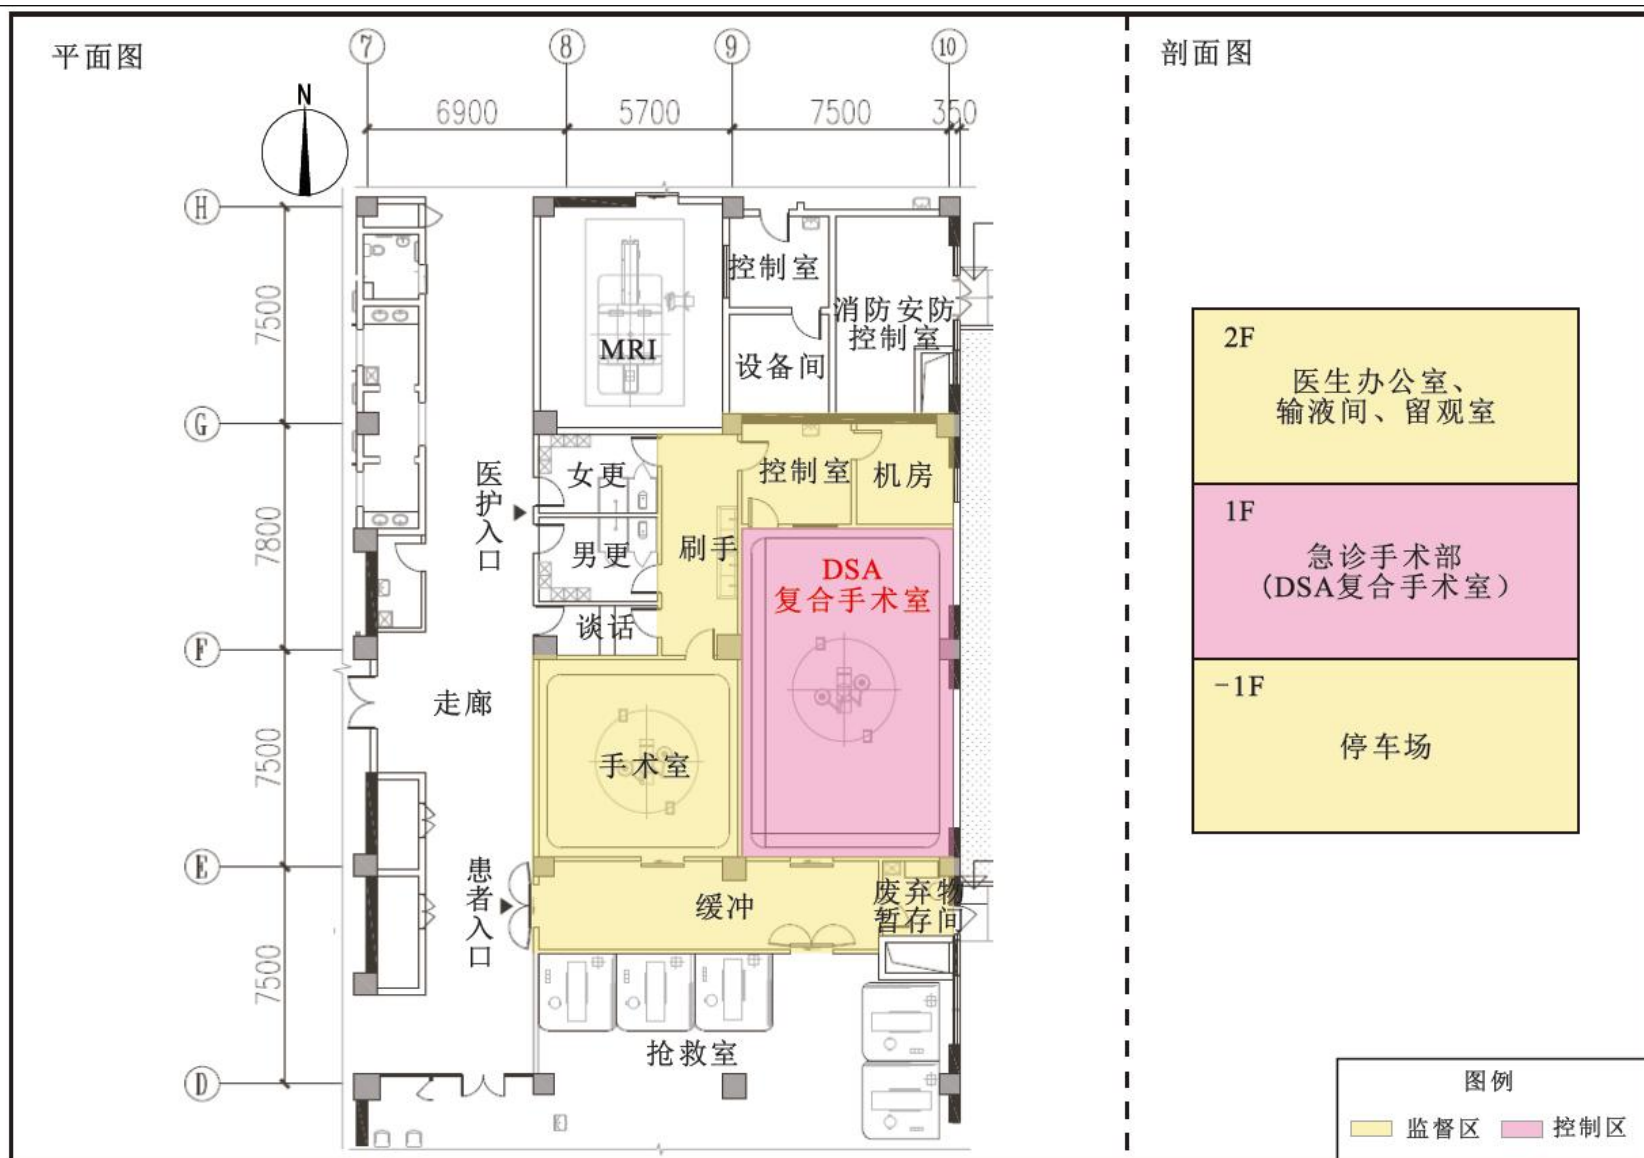 平面图
剖面图
7
8
9
10
6900
5700
7500
350
N
H
G
F
E
D
7500
7800
7500
7500
MRI
控制室
设备间
消防安防
控制室
医护入口
女更
男更
谈话
刷手
控制室
机房
DSA
复合手术室
走廊
手术室
患者入口
缓冲
废弃物
暂存间
抢救室
2F
医生办公室、
输液间、留观室
1F
急诊手术部
（DSA复合手术室）
-1F
停车场
图例
监督区
控制区